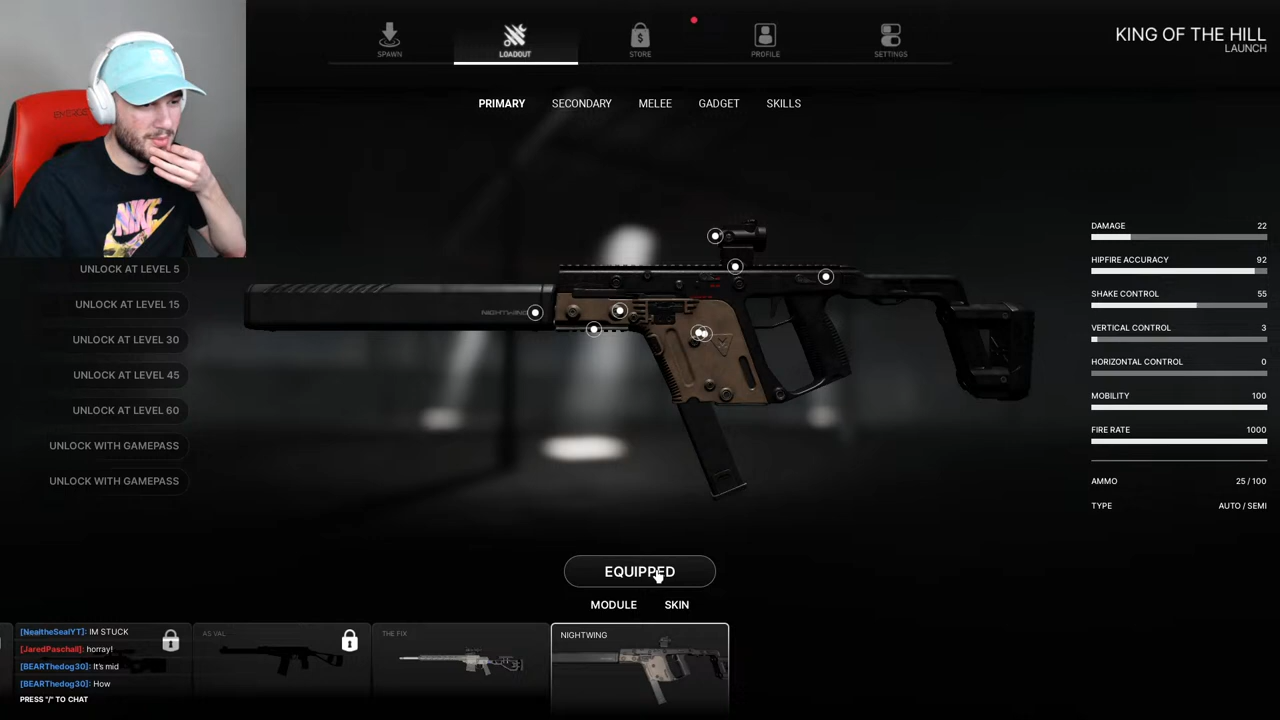 SPAWN
LOADOUT
STORE
PROFILE
SETTINGS
KING OF THE HILL
LAUNCH
PRIMARY
SECONDARY
MELEE
GADGET
SKILLS
NIKE
UNLOCK AT LEVEL 5
UNLOCK AT LEVEL 15
UNLOCK AT LEVEL 30
UNLOCK AT LEVEL 45
UNLOCK AT LEVEL 60
UNLOCK WITH GAMEPASS
UNLOCK WITH GAMEPASS
NIGHTWING
DAMAGE 22
HIPFIRE ACCURACY 92
SHAKE CONTROL 55
VERTICAL CONTROL 3
HORIZONTAL CONTROL 0
MOBILITY 100
FIRE RATE 1000
AMMO 25 / 100
TYPE AUTO / SEMI
EQUIPPED
MODULE
SKIN
[NealtheSealYT]: IM STUCK
[JaredPaschall]: horray!
[BEARThedog30]: It's mid
[BEARThedog30]: How
PRESS "/" TO CHAT
AS VAL
THE FIX
NIGHTWING